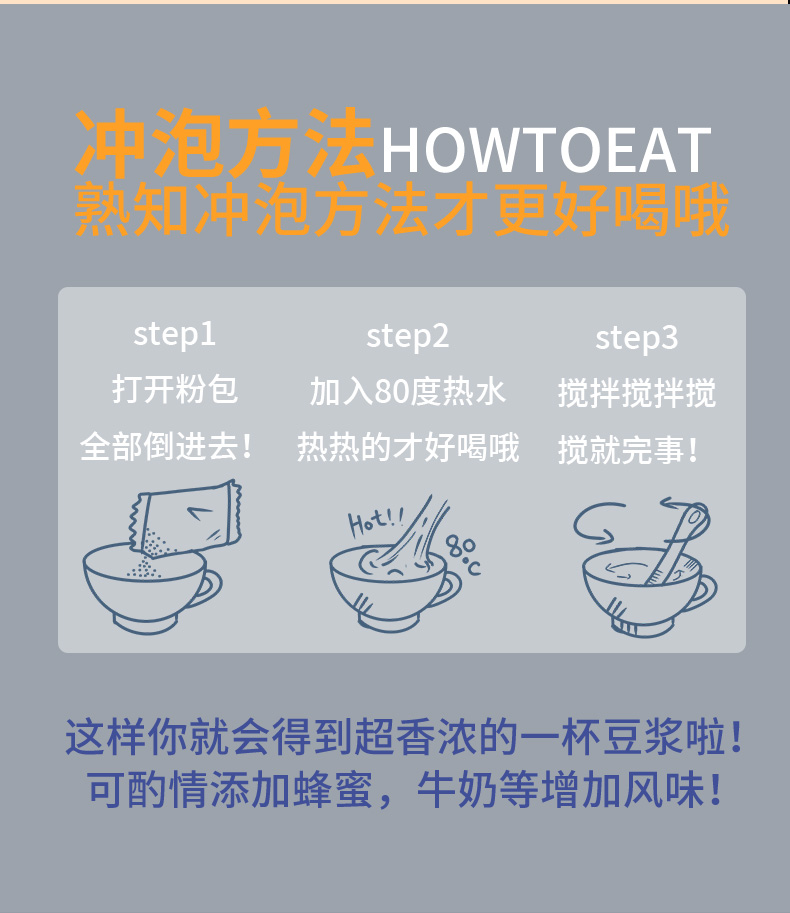 冲泡方法HOWTOEAT
熟知冲泡方法才更好喝哦
step1
打开粉包
全部倒进去！
step2
加入80度热水
热热的才好喝哦
step3
搅拌搅拌搅
搅就完事！
Hot!!
80
°C
这样你就会得到超香浓的一杯豆浆啦！
可酌情添加蜂蜜，牛奶等增加风味！